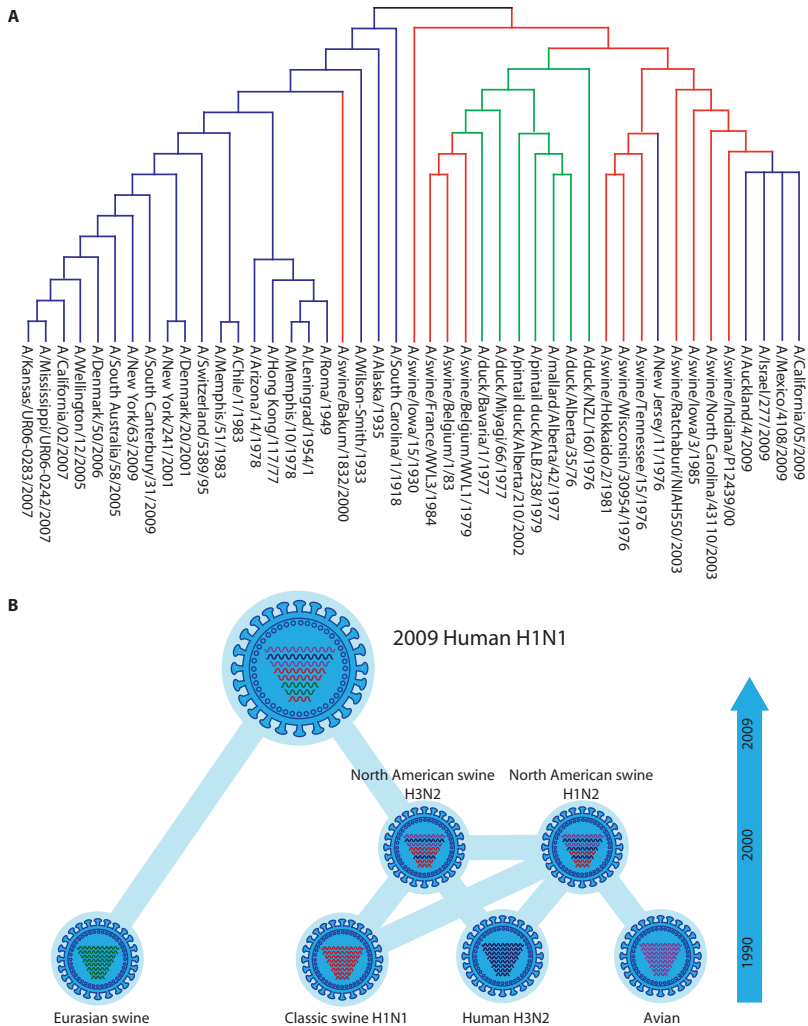 A
A/Kansas/UR06-0283/2007
A/Mississippi/UR06-0242/2007
A/California/02/2007
A/Wellington/12/2005
A/Denmark/50/2006
A/South Australia/58/2005
A/New York/63/2009
A/South Canterbury/31/2009
A/New York/241/2001
A/Denmark/20/2001
A/Switzerland/5389/95
A/Memphis/51/1983
A/Chile/1/1983
A/Arizona/14/1978
A/Hong Kong/117/77
A/Memphis/10/1978
A/Leningrad/1954/1
A/Roma/1949
A/swine/Bakum/1832/2000
A/Wilson-Smith/1933
A/Alaska/1935
A/South Carolina/1/1918
A/swine/Iowa/15/1930
A/swine/France/WVL3/1984
A/swine/Belgium/1/83
A/swine/Belgium/WVL1/1979
A/duck/Bavaria/1/1977
A/duck/Miyagi/66/1977
A/pintail duck/Alberta/210/2002
A/pintail duck/ALB/238/1979
A/mallard/Alberta/42/1977
A/duck/Alberta/35/76
A/duck/NZL/160/1976
A/swine/Hokkaido/2/1981
A/swine/Wisconsin/30954/1976
A/swine/Tennessee/15/1976
A/New Jersey/11/1976
A/swine/Ratchaburi/NIAH550/2003
A/swine/Iowa/3/1985
A/swine/North Carolina/43110/2003
A/swine/Indiana/P12439/00
A/Auckland/4/2009
A/Israel/277/2009
A/Mexico/4108/2009
A/California/05/2009
B
2009 Human H1N1
North American swine
H3N2
North American swine
H1N2
2009
2000
1990
Eurasian swine
Classic swine H1N1
Human H3N2
Avian